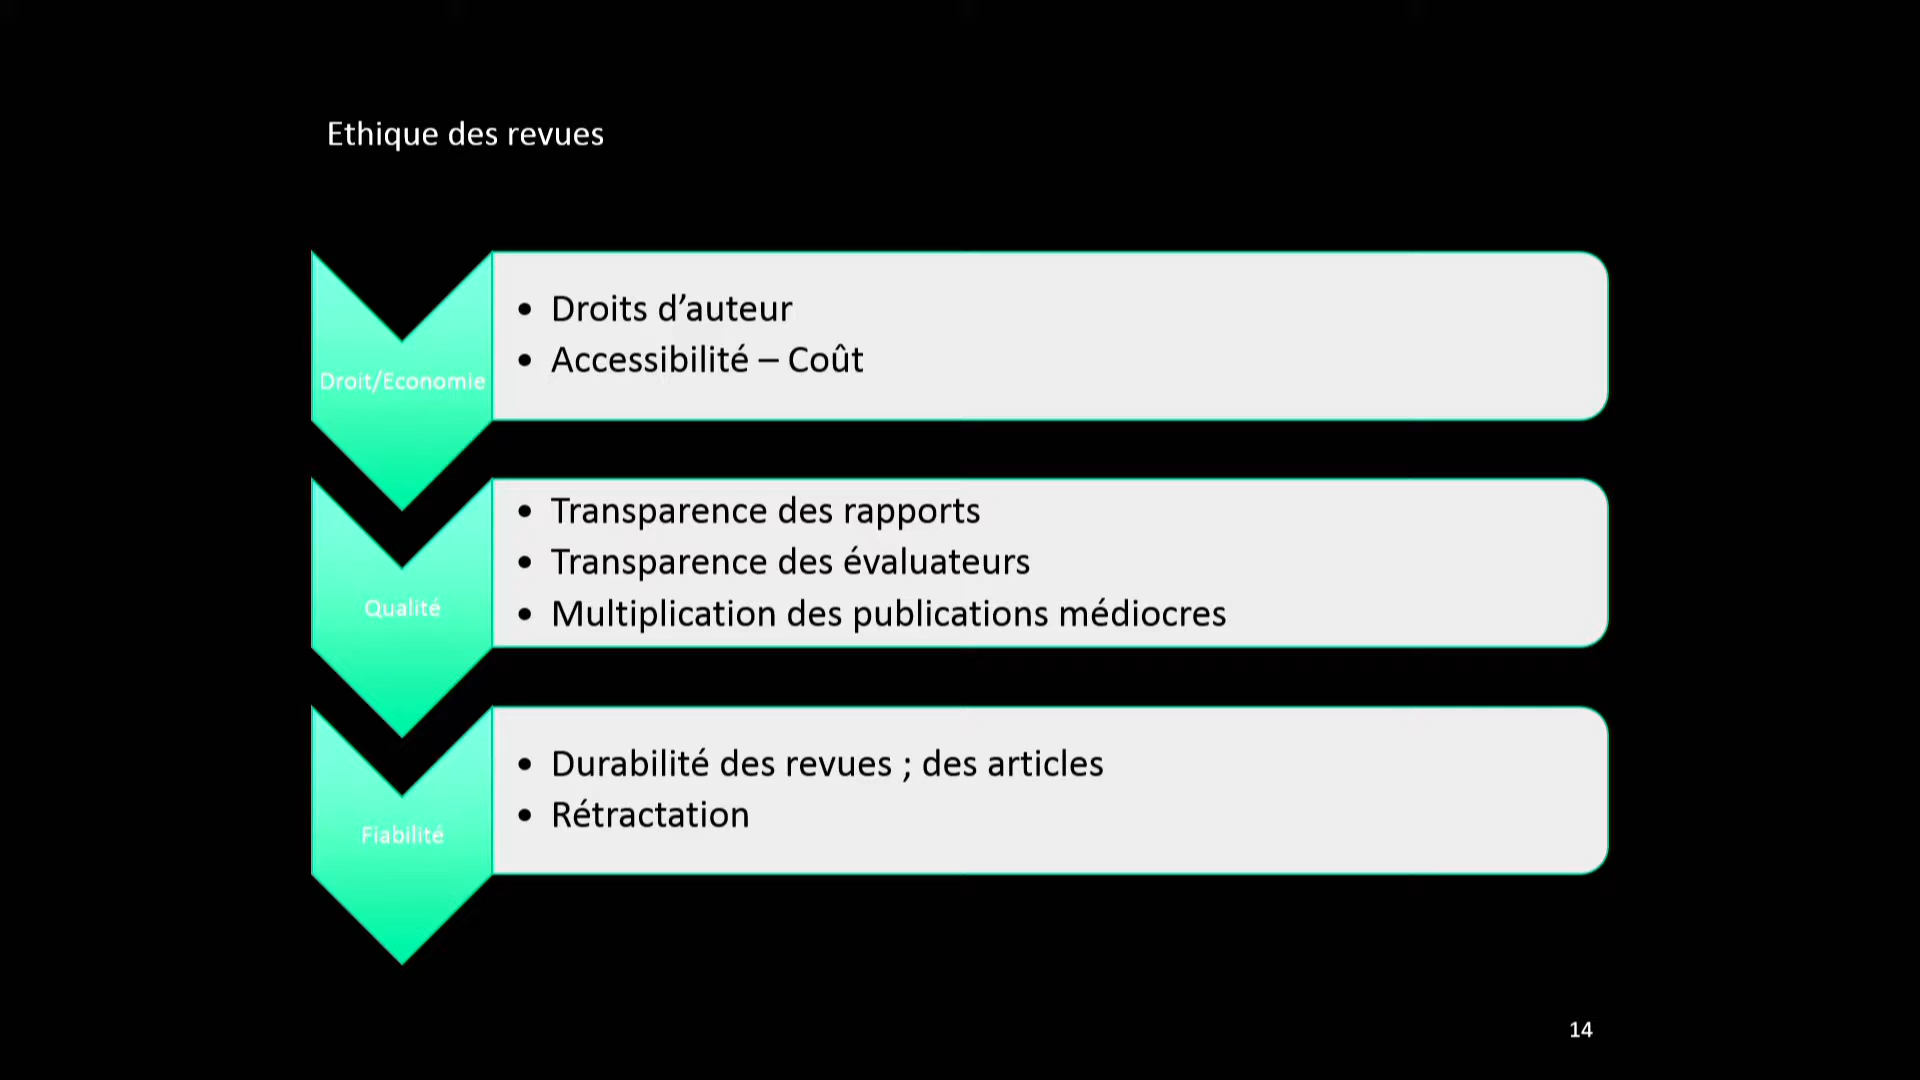 Ethique des revues
Droit/Economie
• Droits d’auteur
• Accessibilité – Coût
Qualité
• Transparence des rapports
• Transparence des évaluateurs
• Multiplication des publications médiocres
Fiabilité
• Durabilité des revues ; des articles
• Rétractation
14